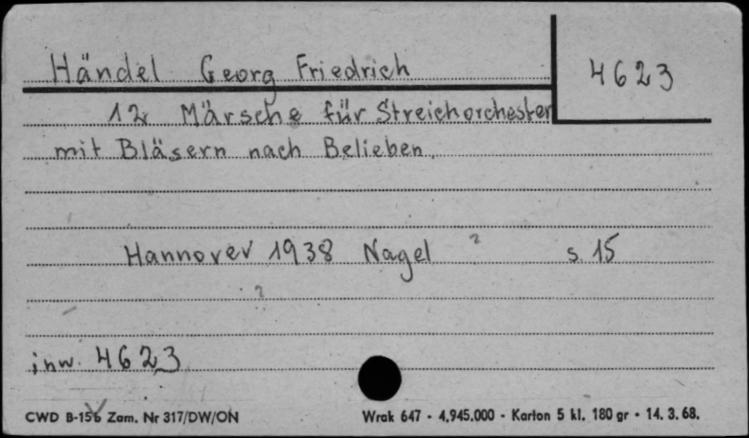 Händel Georg Friedrich
4623
12 Märsche für Streichorchester
mit Bläsern nach Belieben.
Hannover 1938 Nagel ? s. 15
?
inw. 4623
CWD B-15b Zam. Nr 317/DW/ON
Wrak 647 - 4.945.000 - Karton 5 kl. 180 gr - 14. 3. 68.